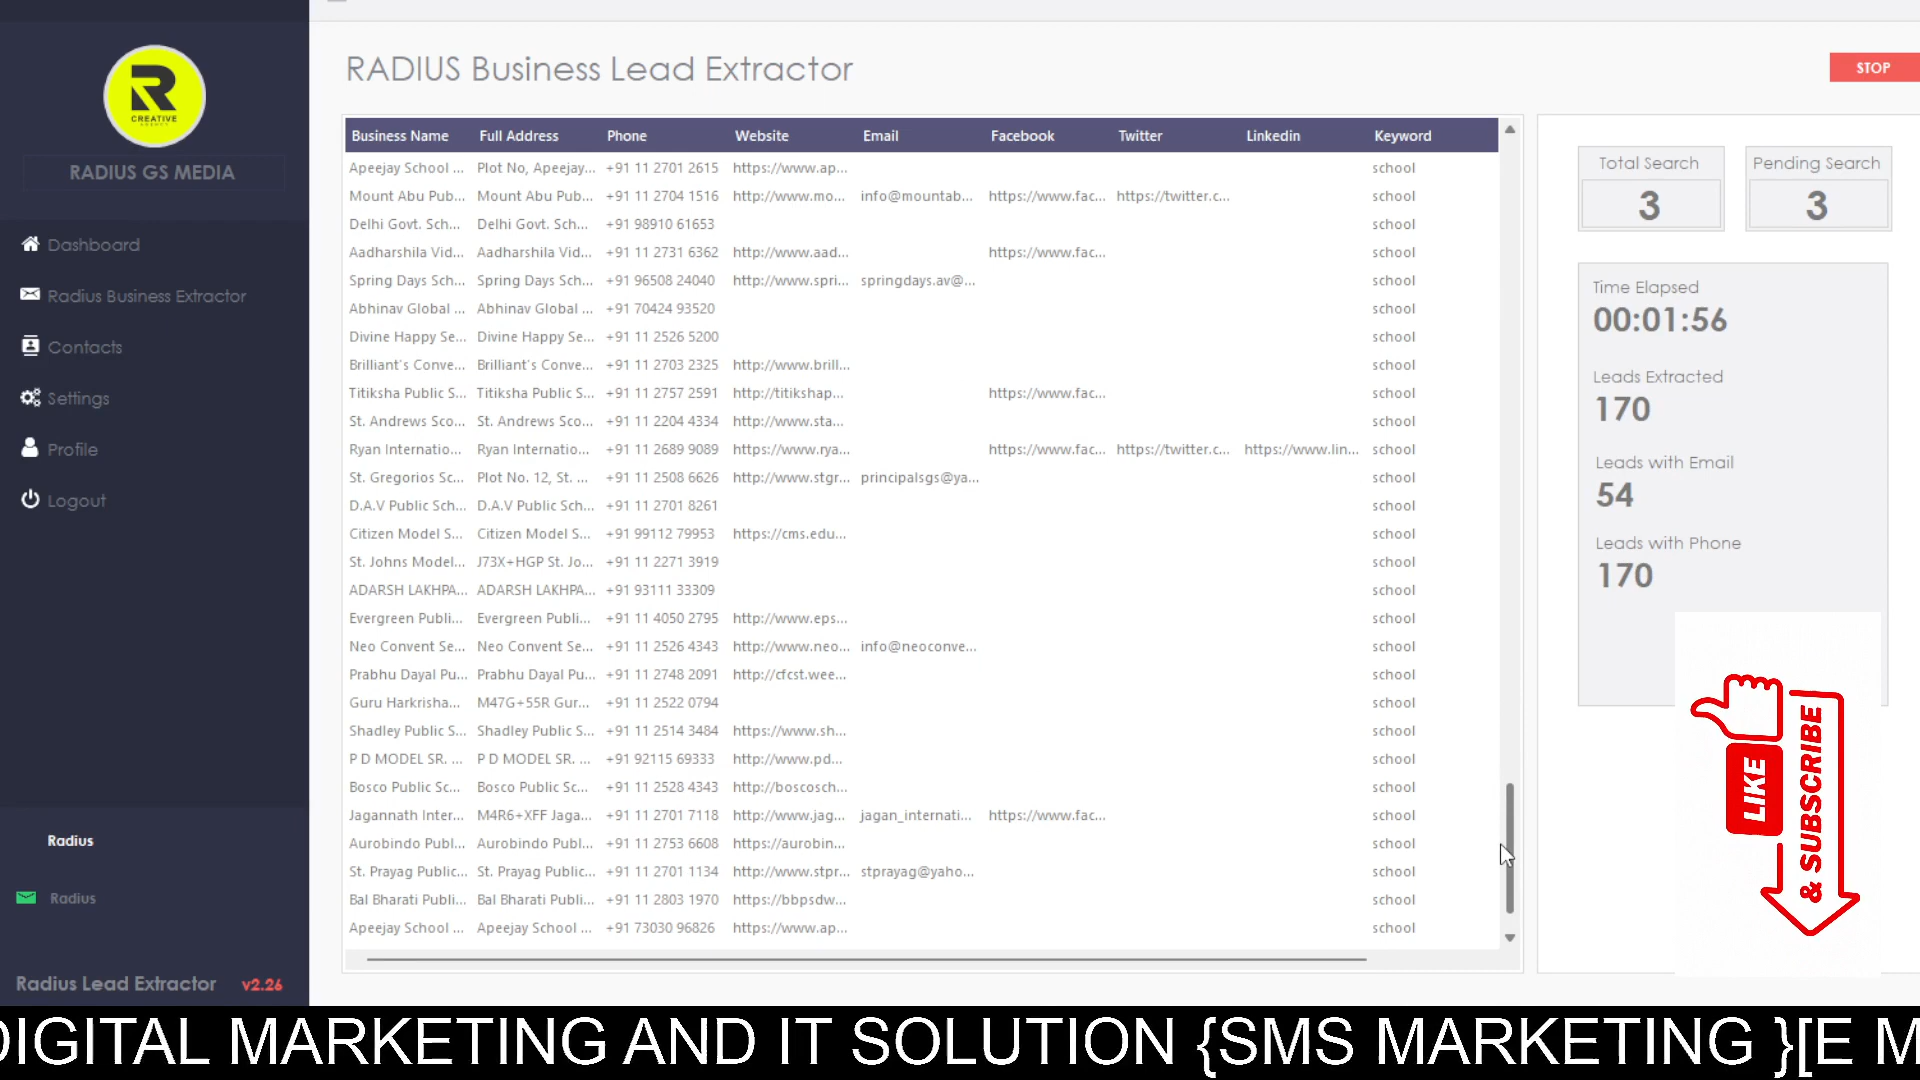 R
CREATIVE
AGENCY
RADIUS GS MEDIA
Dashboard
Radius Business Extractor
Contacts
Settings
Profile
Logout
Radius
Radius
Radius Lead Extractor v2.26
RADIUS Business Lead Extractor
STOP
Business Name Full Address Phone Website Email Facebook Twitter Linkedin Keyword
Apeejay School ... Plot No, Apeejay... +91 11 2701 2615 https://www.ap... school
Mount Abu Pub... Mount Abu Pub... +91 11 2704 1516 http://www.mo... info@mountab... https://www.fac... https://twitter.c... school
Delhi Govt. Sch... Delhi Govt. Sch... +91 98910 61653 school
Aadharshila Vid... Aadharshila Vid... +91 11 2731 6362 http://www.aad... https://www.fac... school
Spring Days Sch... Spring Days Sch... +91 96508 24040 http://www.spri... springdays.av@... school
Abhinav Global ... Abhinav Global ... +91 70424 93520 school
Divine Happy Se... Divine Happy Se... +91 11 2526 5200 school
Brilliant's Conve... Brilliant's Conve... +91 11 2703 2325 http://www.brill... school
Titiksha Public S... Titiksha Public S... +91 11 2757 2591 http://titikshap... https://www.fac... school
St. Andrews Sco... St. Andrews Sco... +91 11 2204 4334 http://www.sta... school
Ryan Internatio... Ryan Internatio... +91 11 2689 9089 https://www.rya... https://www.fac... https://twitter.c... https://www.lin... school
St. Gregorios Sc... Plot No. 12, St. ... +91 11 2508 6626 http://www.stgr... principalsgs@ya... school
D.A.V Public Sch... D.A.V Public Sch... +91 11 2701 8261 school
Citizen Model S... Citizen Model S... +91 99112 79953 https://cms.edu... school
St. Johns Model... J73X+HGP St. Jo... +91 11 2271 3919 school
ADARSH LAKHPA... ADARSH LAKHPA... +91 93111 33309 school
Evergreen Publi... Evergreen Publi... +91 11 4050 2795 http://www.eps... school
Neo Convent Se... Neo Convent Se... +91 11 2526 4343 http://www.neo... info@neoconve... school
Prabhu Dayal Pu... Prabhu Dayal Pu... +91 11 2748 2091 http://cfcst.wee... school
Guru Harkrisha... M47G+55R Gur... +91 11 2522 0794 school
Shadley Public S... Shadley Public S... +91 11 2514 3484 https://www.sh... school
P D MODEL SR. ... P D MODEL SR. ... +91 92115 69333 http://www.pd... school
Bosco Public Sc... Bosco Public Sc... +91 11 2528 4343 http://boscosch... school
Jagannath Inter... M4R6+XFF Jaga... +91 11 2701 7118 http://www.jag... jagan_internati... https://www.fac... school
Aurobindo Publ... Aurobindo Publ... +91 11 2753 6608 https://aurobin... school
St. Prayag Public... St. Prayag Public... +91 11 2701 1134 http://www.stpr... stprayag@yaho... school
Bal Bharati Publi... Bal Bharati Publi... +91 11 2803 1970 https://bbpsdw... school
Apeejay School ... Apeejay School ... +91 73030 96826 https://www.ap... school
Total Search Pending Search
3 3
Time Elapsed
00:01:56
Leads Extracted
170
Leads with Email
54
Leads with Phone
170
LIKE
& SUBSCRIBE
DIGITAL MARKETING AND IT SOLUTION {SMS MARKETING }[E M